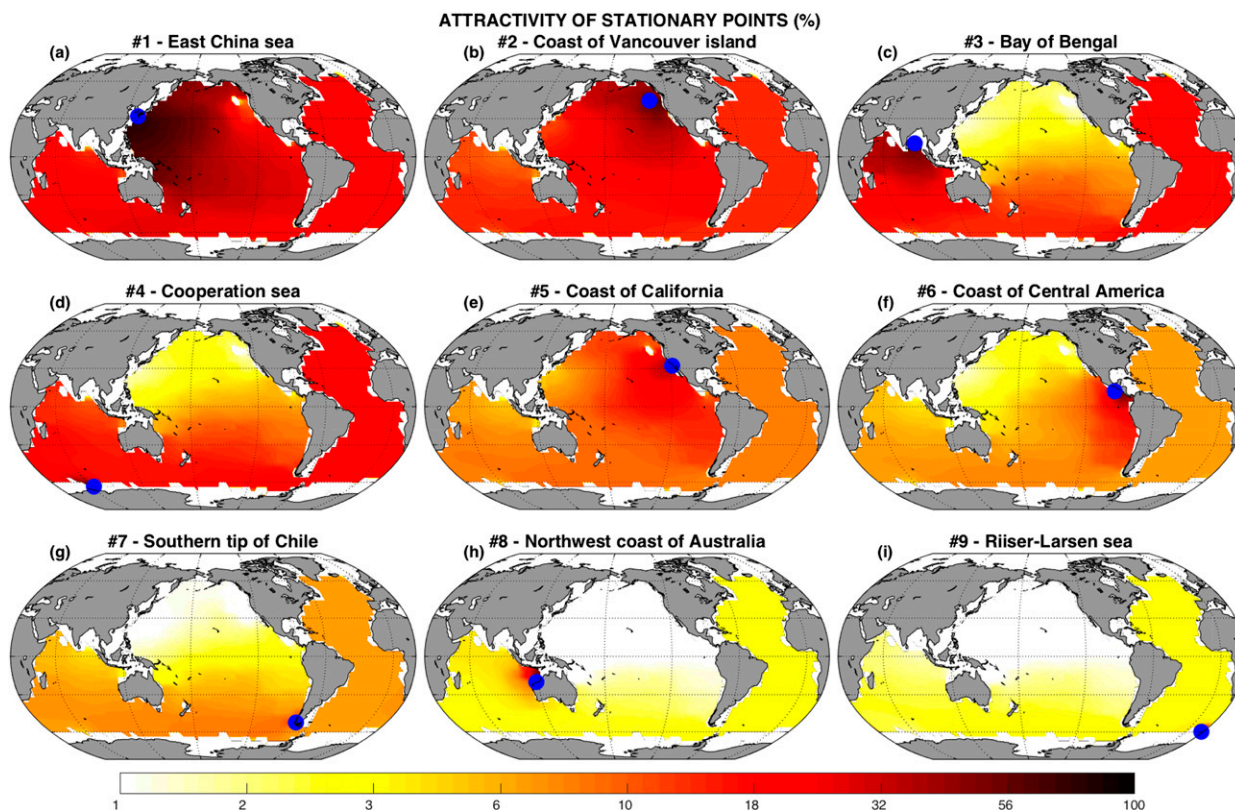 ATTRACTIVITY OF STATIONARY POINTS (%)
(a) #1 - East China sea
(b) #2 - Coast of Vancouver island
(c) #3 - Bay of Bengal
(d) #4 - Cooperation sea
(e) #5 - Coast of California
(f) #6 - Coast of Central America
(g) #7 - Southern tip of Chile
(h) #8 - Northwest coast of Australia
(i) #9 - Riiser-Larsen sea
1 2 3 6 10 18 32 56 100